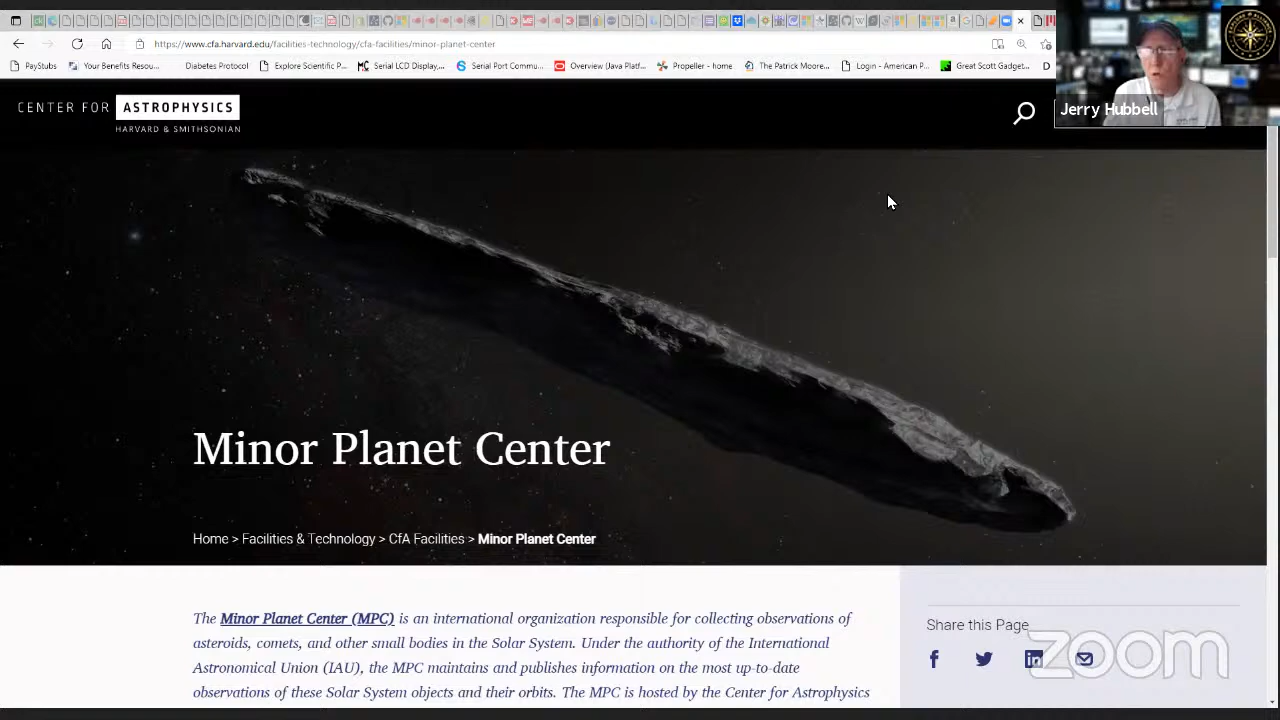 https://www.cfa.harvard.edu/facilities-technology/cfa-facilities/minor-planet-center
PayStubs
Your Benefits Resou...
Diabetes Protocol
Explore Scientific P...
Serial LCD Display,...
Serial Port Commu...
Overview (Java Platf...
Propeller - home
The Patrick Moore...
Login - American P...
Great Scott Gadget...
D
Jerry Hubbell
CENTER FOR ASTROPHYSICS
HARVARD & SMITHSONIAN
Minor Planet Center
Home > Facilities & Technology > CfA Facilities > Minor Planet Center
The Minor Planet Center (MPC) is an international organization responsible for collecting observations of
asteroids, comets, and other small bodies in the Solar System. Under the authority of the International
Astronomical Union (IAU), the MPC maintains and publishes information on the most up-to-date
observations of these Solar System objects and their orbits. The MPC is hosted by the Center for Astrophysics
Share this Page
zoom